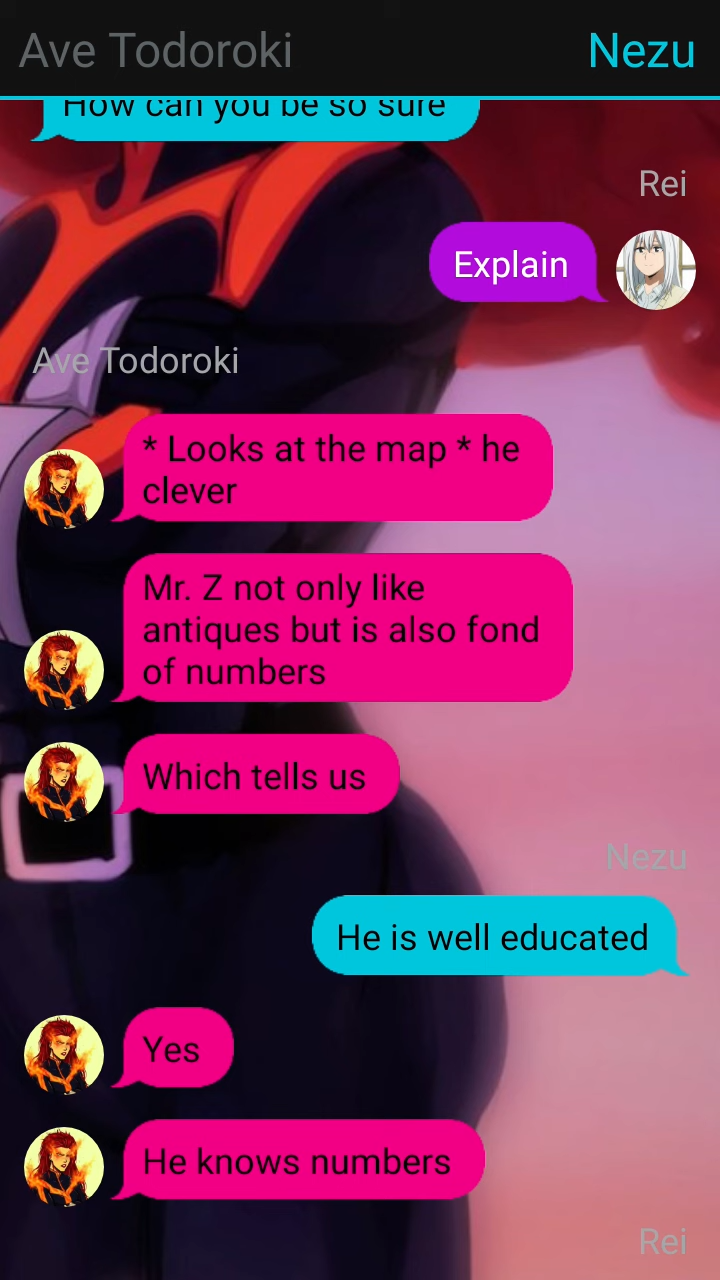 Ave Todoroki
Nezu
How can you be so sure
Rei
Explain
Ave Todoroki
* Looks at the map * he
clever
Mr. Z not only like
antiques but is also fond
of numbers
Which tells us
Nezu
He is well educated
Yes
He knows numbers
Rei